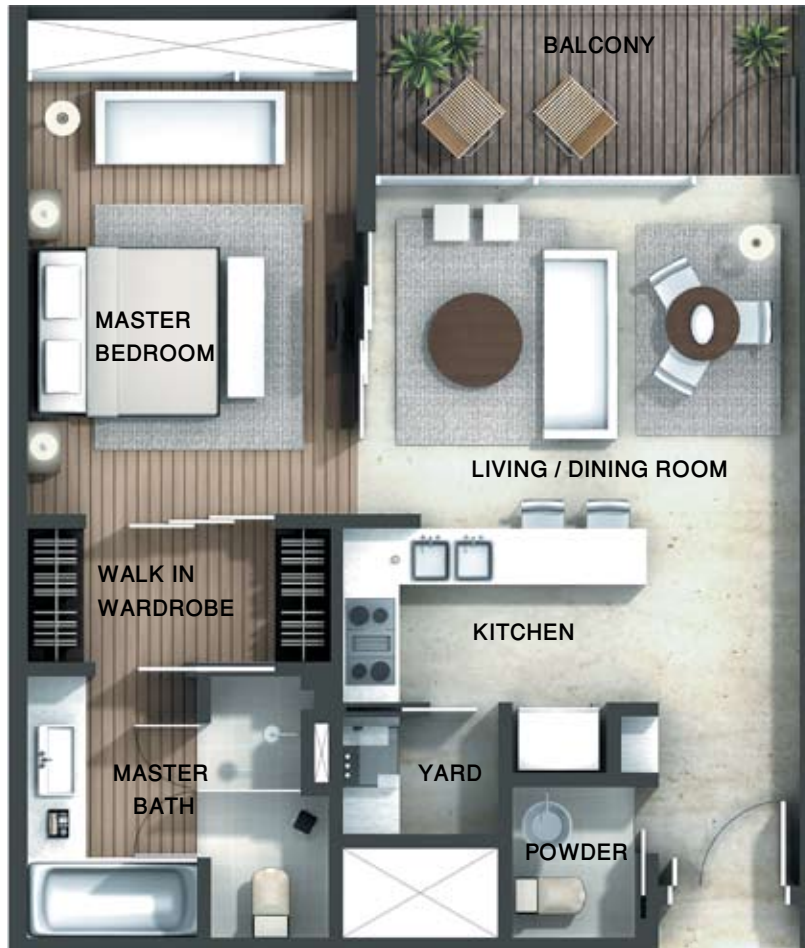 BALCONY
MASTER
BEDROOM
LIVING / DINING ROOM
WALK IN
WARDROBE
KITCHEN
MASTER
BATH
YARD
POWDER